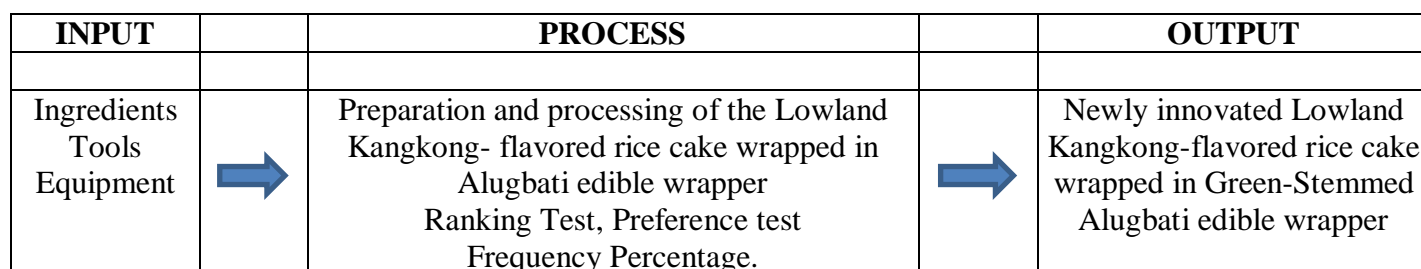 INPUT PROCESS OUTPUT
Ingredients
Tools
Equipment
Preparation and processing of the Lowland
Kangkong- flavored rice cake wrapped in
Alugbati edible wrapper
Ranking Test, Preference test
Frequency Percentage.
Newly innovated Lowland
Kangkong-flavored rice cake
wrapped in Green-Stemmed
Alugbati edible wrapper